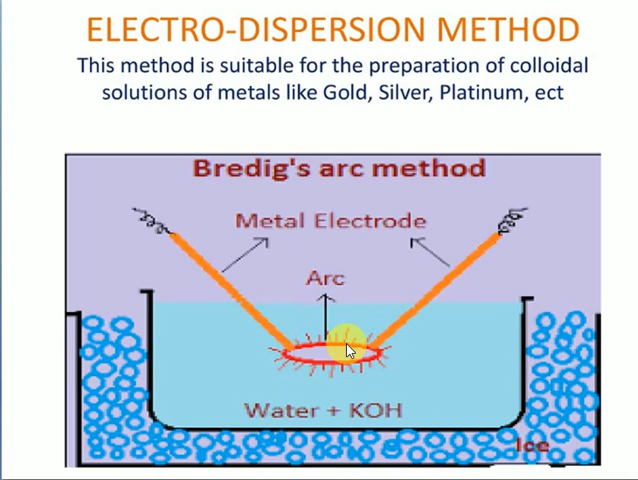 ELECTRO-DISPERSION METHOD
This method is suitable for the preparation of colloidal
solutions of metals like Gold, Silver, Platinum, ect
Bredig's arc method
Metal Electrode
Arc
Water + KOH
Ice